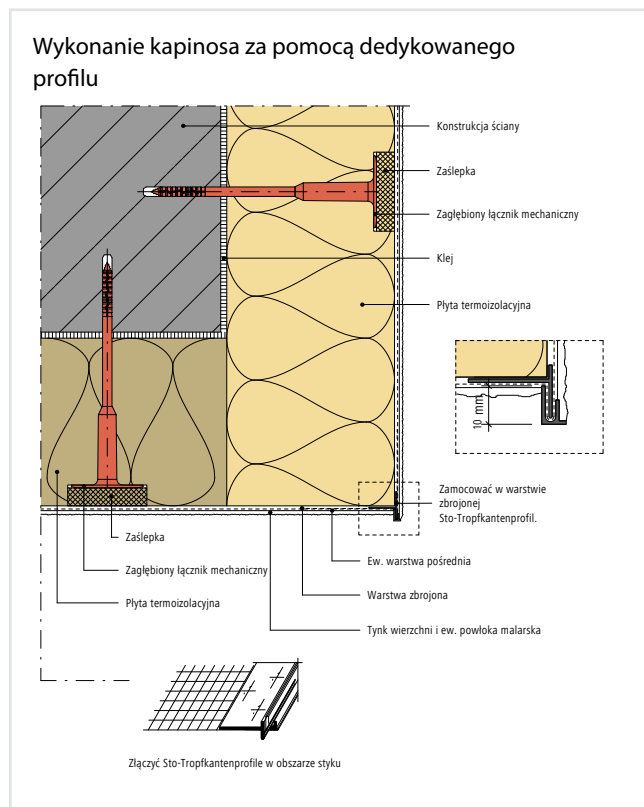 Wykonanie kapinosa za pomocą dedykowanego
profilu
Konstrukcja ściany
Zaślepka
Zagłębiony łącznik mechaniczny
Klej
Płyta termoizolacyjna
10 mm
Zamocować w warstwie
zbrojonej
Sto-Tropfkantenprofil.
Zaślepka
Ew. warstwa pośrednia
Zagłębiony łącznik mechaniczny
Warstwa zbrojona
Płyta termoizolacyjna
Tynk wierzchni i ew. powłoka malarska
Złączyć Sto-Tropfkantenprofile w obszarze styku